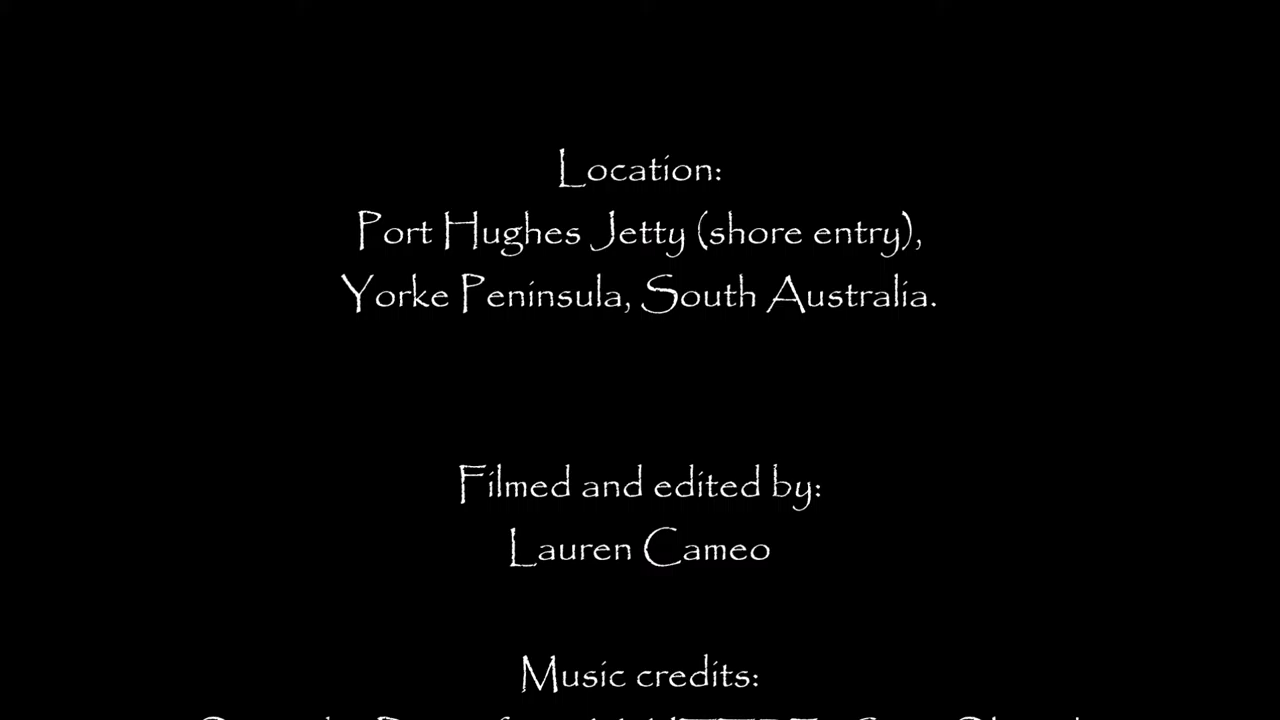 Location:
Port Hughes Jetty (shore entry),
Yorke Peninsula, South Australia.
Filmed and edited by:
Lauren Cameo
Music credits: